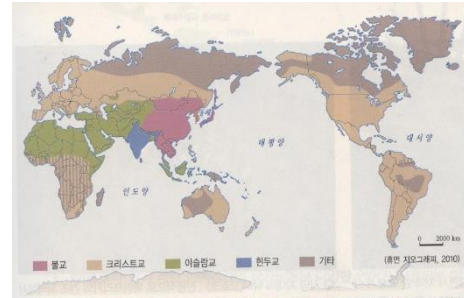 태평양
대서양
인도양
0 2000 km
불교
크리스트교
이슬람교
힌두교
기타
(휴먼 지오그래피, 2010)